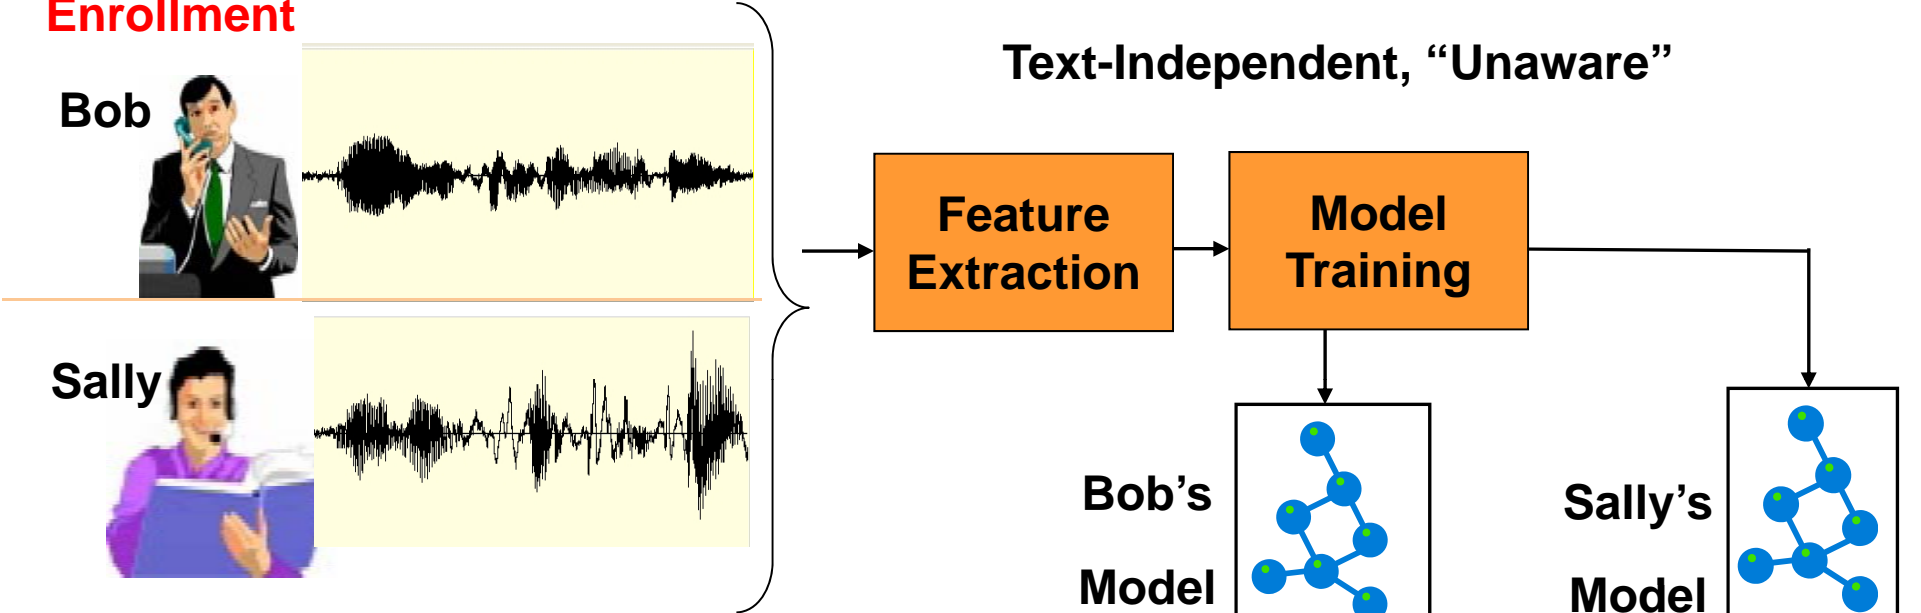 Enrollment
Bob
Sally
Text-Independent, “Unaware”
Feature
Extraction
Model
Training
Bob’s
Model
Sally’s
Model